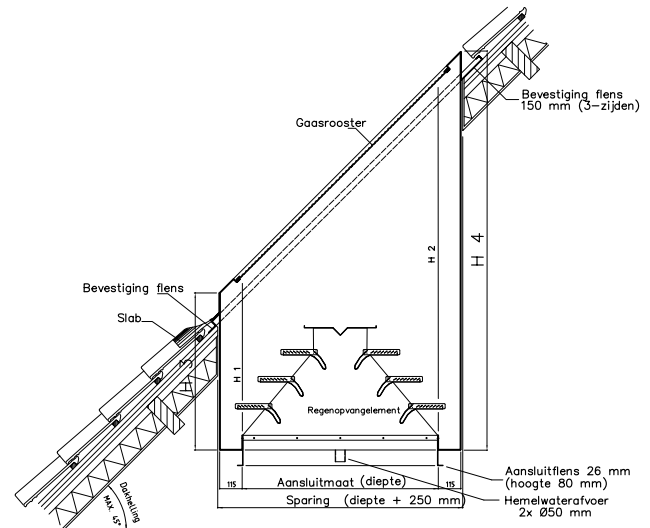 Bevestiging flens
150 mm (3-zijden)
Gaasrooster
H 2
H 4
Bevestiging flens
Slab
H 3
H 1
Regenopvangelement
Aansluitflens 26 mm
(hoogte 80 mm)
115
Aansluitmaat (diepte)
115
Sparing (diepte + 250 mm)
Hemelwaterafvoer
2x Ø50 mm
Dakhelling
MAX. 45°